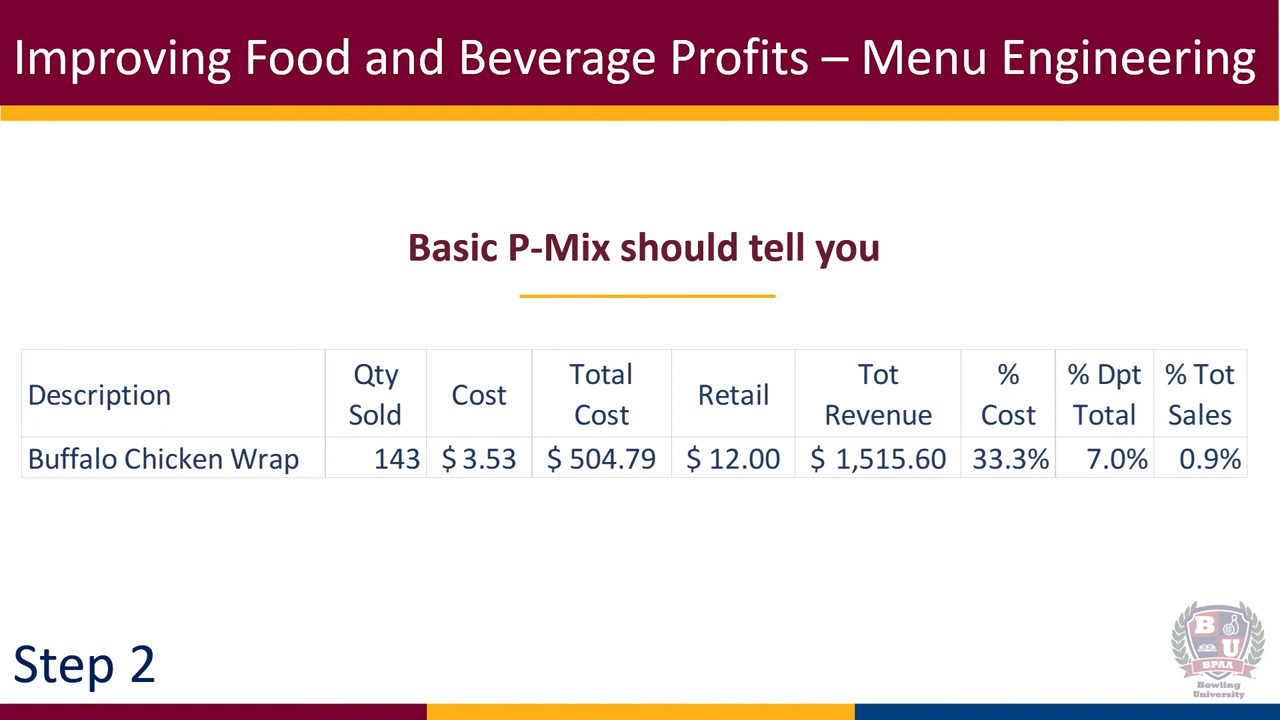 Improving Food and Beverage Profits – Menu Engineering
Basic P-Mix should tell you
Description Qty Sold Cost Total Cost Retail Tot Revenue % Cost % Dpt Total % Tot Sales
Buffalo Chicken Wrap 143 $ 3.53 $ 504.79 $ 12.00 $ 1,515.60 33.3% 7.0% 0.9%
Step 2
B
U
BPAA
Bowling
University